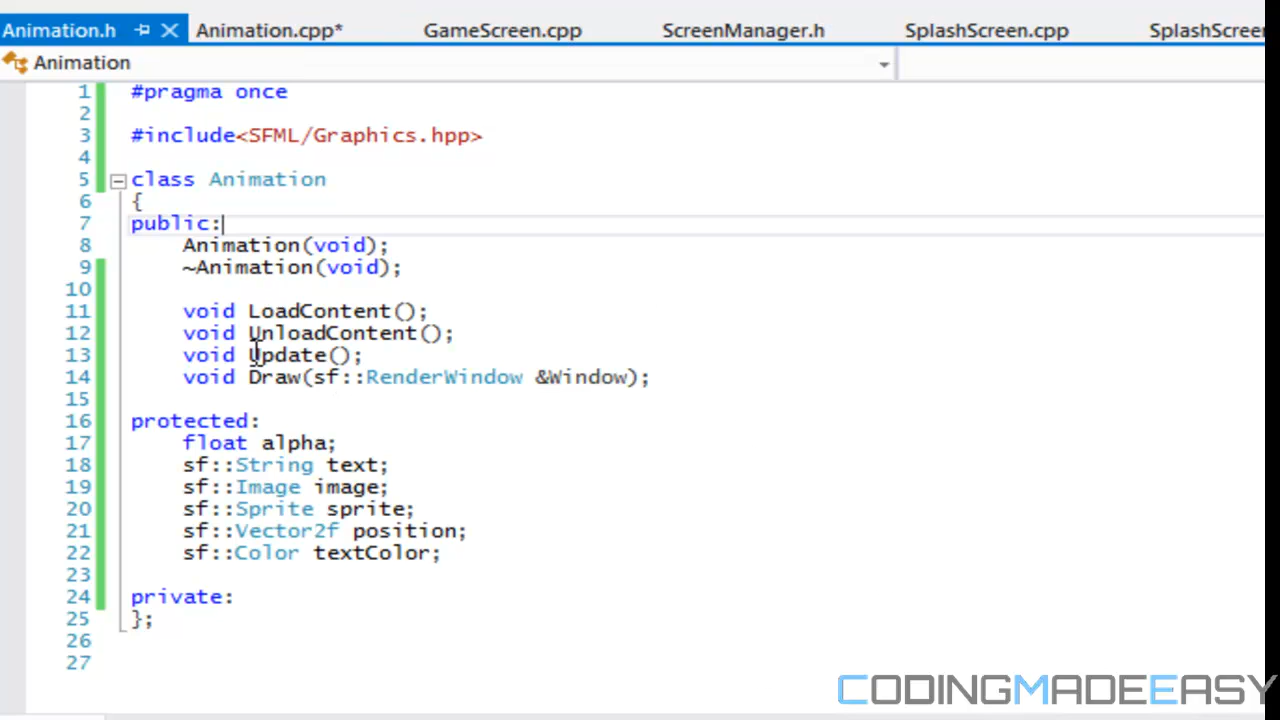 Animation.h Animation.cpp* GameScreen.cpp ScreenManager.h SplashScreen.cpp SplashScreen
Animation
1 #pragma once
2
3 #include<SFML/Graphics.hpp>
4
5 class Animation
6 {
7 public:
8 Animation(void);
9 ~Animation(void);
10
11 void LoadContent();
12 void UnloadContent();
13 void Update();
14 void Draw(sf::RenderWindow &Window);
15
16 protected:
17 float alpha;
18 sf::String text;
19 sf::Image image;
20 sf::Sprite sprite;
21 sf::Vector2f position;
22 sf::Color textColor;
23
24 private:
25 };
26
27
CODINGMADEEASY